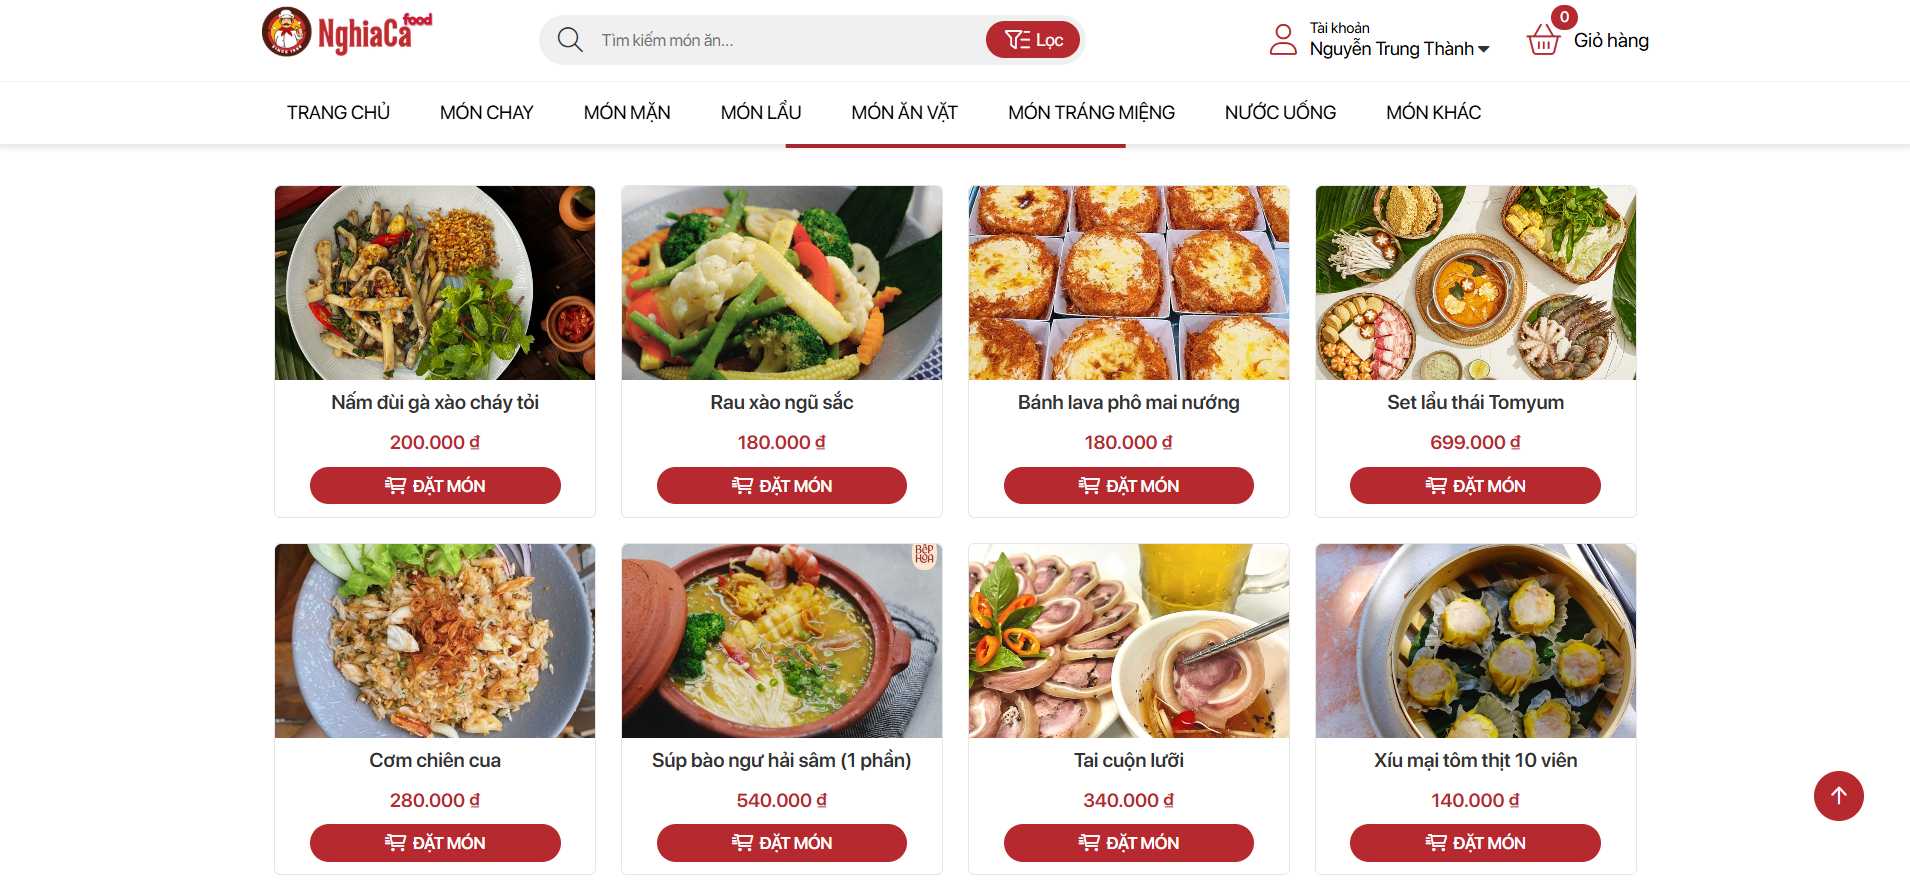 NghiaCa food
SINCE 1998
Tìm kiếm món ăn...
Lọc
Tài khoản
Nguyễn Trung Thành
0
Giỏ hàng
TRANG CHỦ
MÓN CHAY
MÓN MẶN
MÓN LẨU
MÓN ĂN VẶT
MÓN TRÁNG MIỆNG
NƯỚC UỐNG
MÓN KHÁC
Nấm đùi gà xào cháy tỏi
200.000 ₫
ĐẶT MÓN
Rau xào ngũ sắc
180.000 ₫
ĐẶT MÓN
Bánh lava phô mai nướng
180.000 ₫
ĐẶT MÓN
Set lẩu thái Tomyum
699.000 ₫
ĐẶT MÓN
Cơm chiên cua
280.000 ₫
ĐẶT MÓN
BẾP
HOA
Súp bào ngư hải sâm (1 phần)
540.000 ₫
ĐẶT MÓN
Tai cuộn lưỡi
340.000 ₫
ĐẶT MÓN
Xíu mại tôm thịt 10 viên
140.000 ₫
ĐẶT MÓN